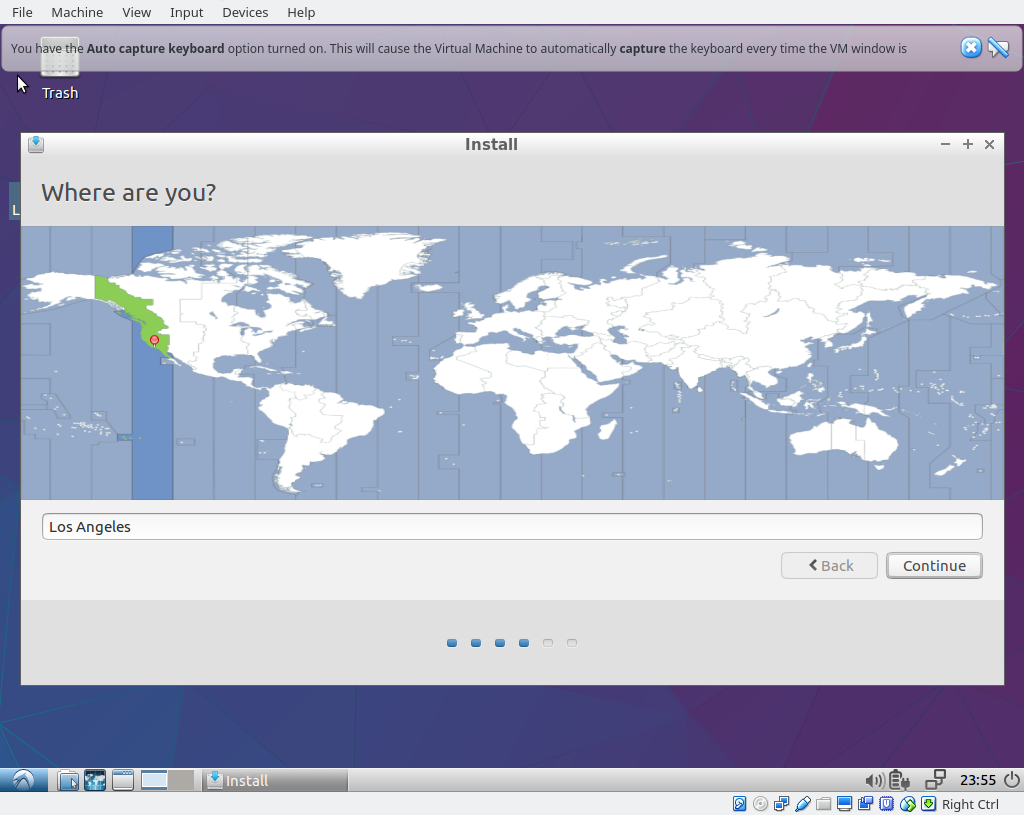 File Machine View Input Devices Help
You have the Auto capture keyboard option turned on. This will cause the Virtual Machine to automatically capture the keyboard every time the VM window is
Trash
Install
L
Where are you?
Los Angeles
Back Continue
Install 23:55
Right Ctrl